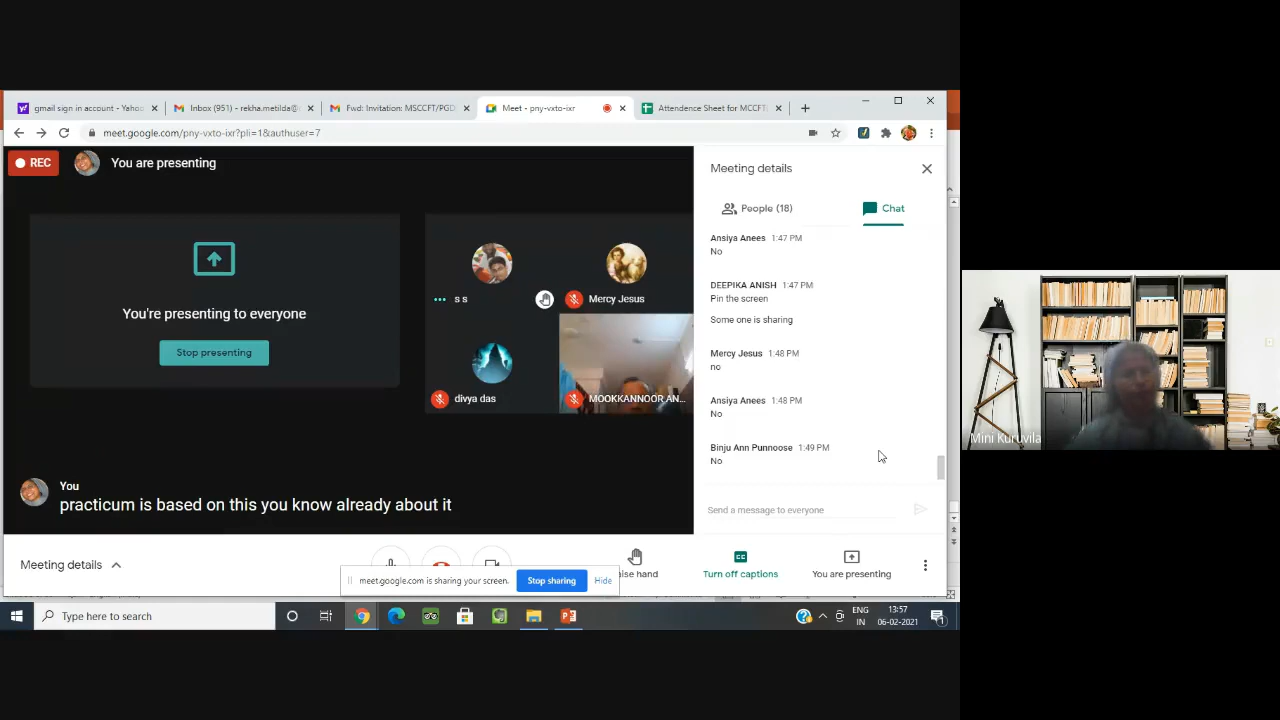 gmail sign in account - Yahoo
Inbox (951) - rekha.metilda@
Fwd: Invitation: MSCCFT/PGD
Meet - pny-vxto-ixr
Attendence Sheet for MCCFT/
meet.google.com/pny-vxto-ixr?pli=1&authuser=7
REC
You are presenting
You're presenting to everyone
Stop presenting
s s
Mercy Jesus
divya das
MOOKKANNOOR AN...
You
practicum is based on this you know already about it
Meeting details
People (18)
Chat
Ansiya Anees 1:47 PM
No
DEEPIKA ANISH 1:47 PM
Pin the screen
Some one is sharing
Mercy Jesus 1:48 PM
no
Ansiya Anees 1:48 PM
No
Binju Ann Punnoose 1:49 PM
No
Send a message to everyone
Mini Kuruvila
Meeting details
aise hand
Turn off captions
You are presenting
meet.google.com is sharing your screen.
Stop sharing
Hide
Type here to search
ENG
IN
13:57
06-02-2021
1